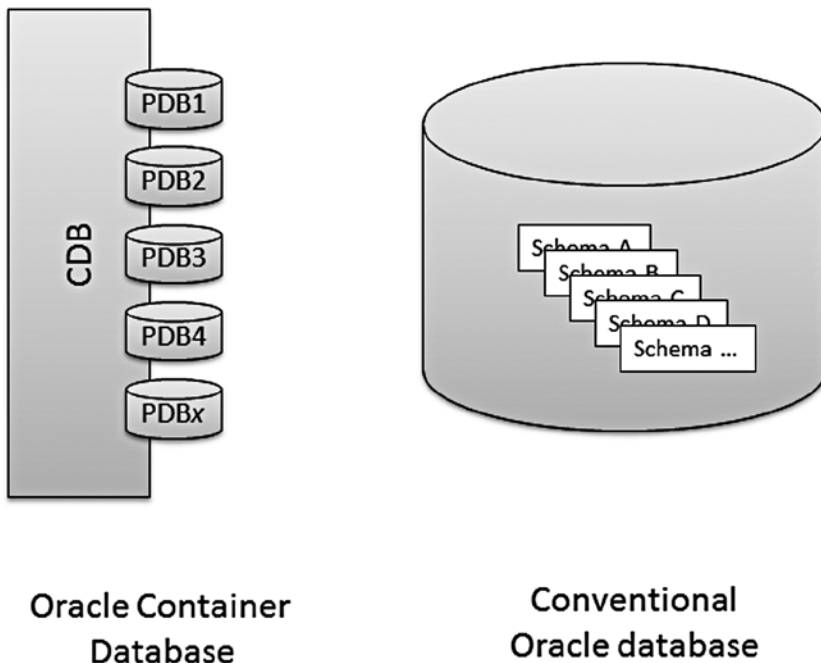 CDB
PDB1
PDB2
PDB3
PDB4
PDBx
Schema A
Schema B
Schema C
Schema D
Schema ...
Oracle Container
Database
Conventional
Oracle database